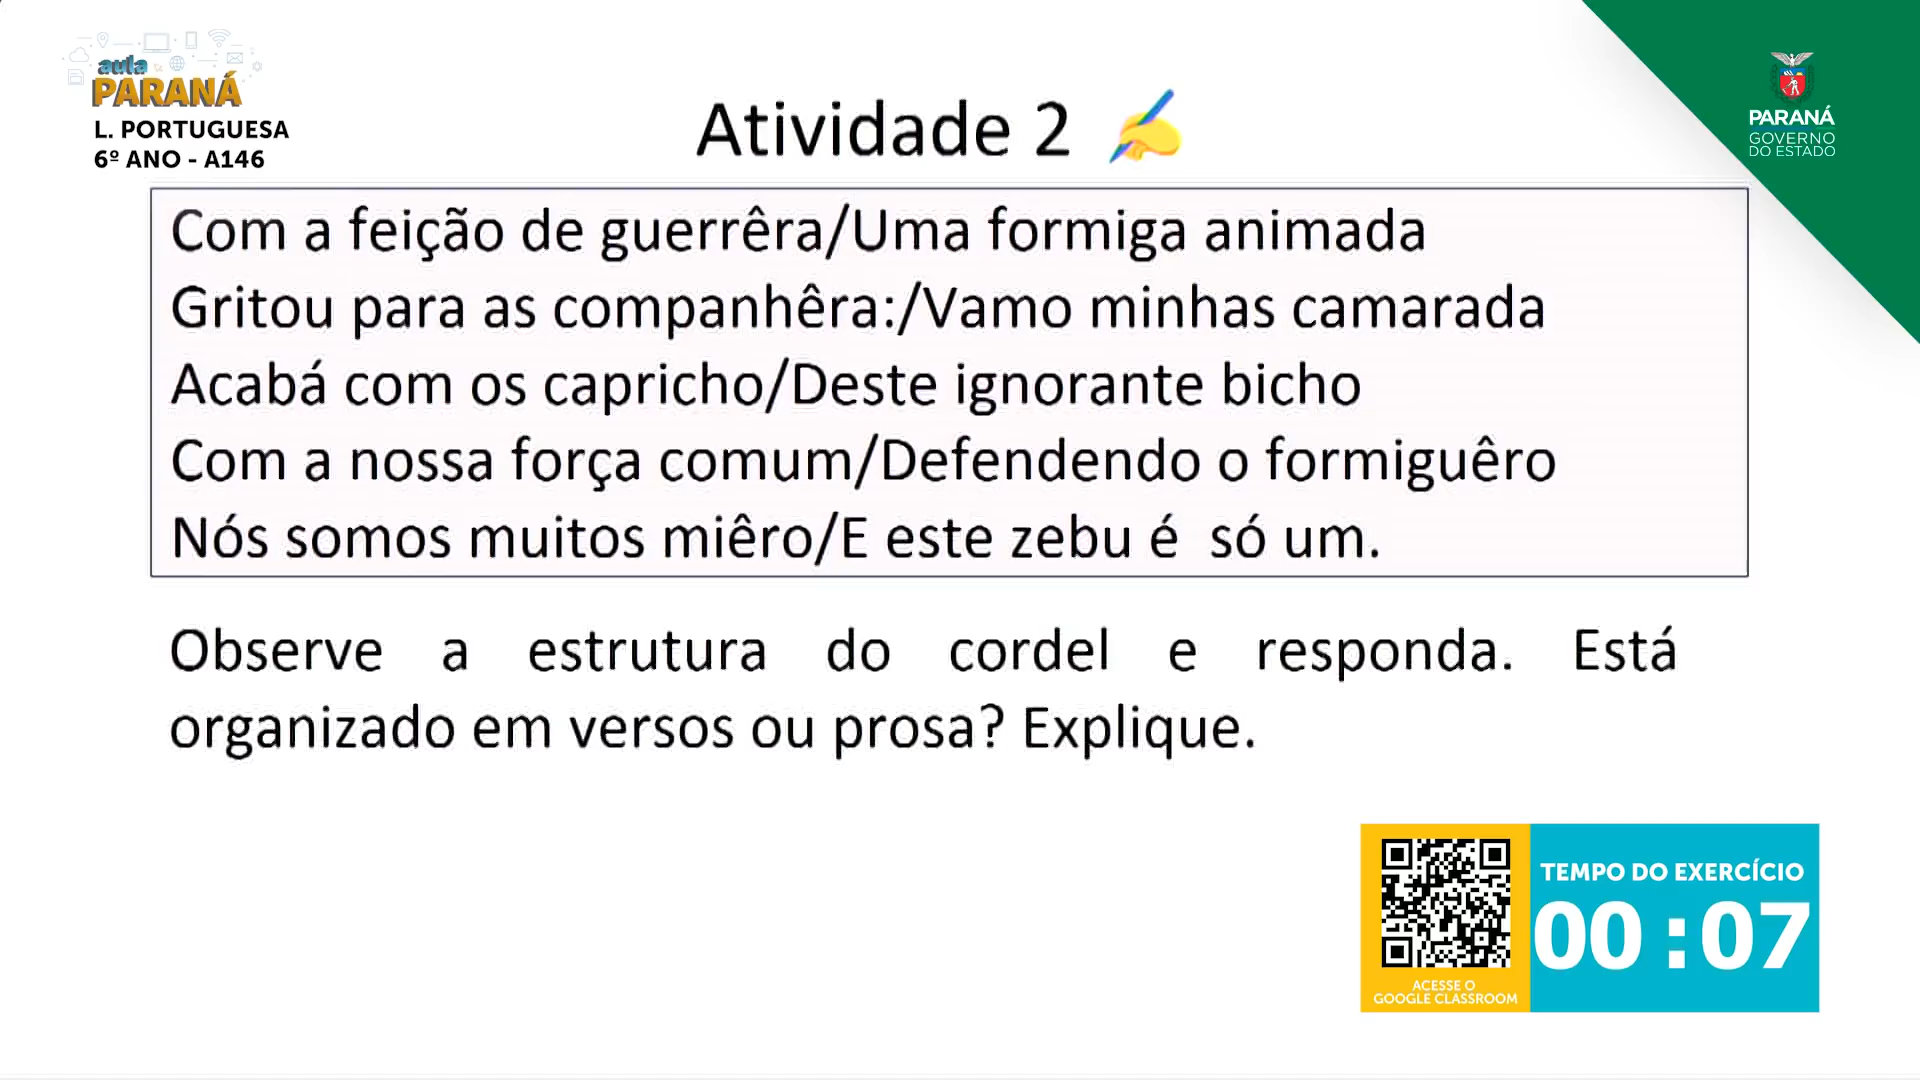 aula
PARANÁ
L. PORTUGUESA
6º ANO - A146
Atividade 2
PARANÁ
GOVERNO
DO ESTADO
Com a feição de guerrêra/Uma formiga animada
Gritou para as companhêra:/Vamo minhas camarada
Acabá com os capricho/Deste ignorante bicho
Com a nossa força comum/Defendendo o formiguêro
Nós somos muitos miêro/E este zebu é só um.
Observe a estrutura do cordel e responda. Está
organizado em versos ou prosa? Explique.
TEMPO DO EXERCÍCIO
00:07
ACESSE O
GOOGLE CLASSROOM